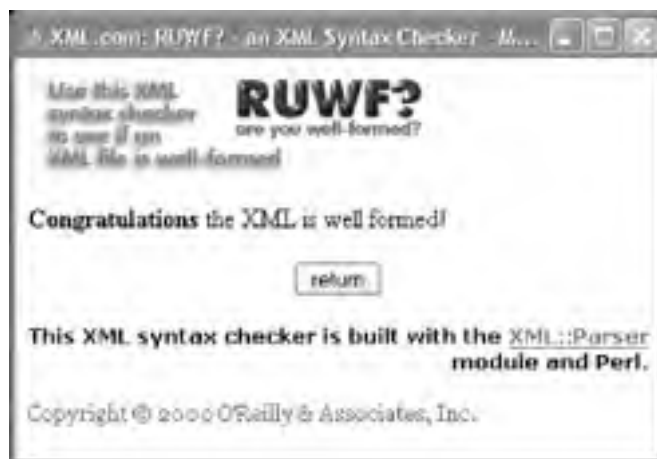 XML.com: RUWF? - an XML Syntax Checker - M...
Use this XML
syntax checker
to see if an
XML file is well-formed
RUWF?
are you well-formed?
Congratulations the XML is well formed!
return
This XML syntax checker is built with the XML::Parser
module and Perl.
Copyright © 2000 O'Reilly & Associates, Inc.